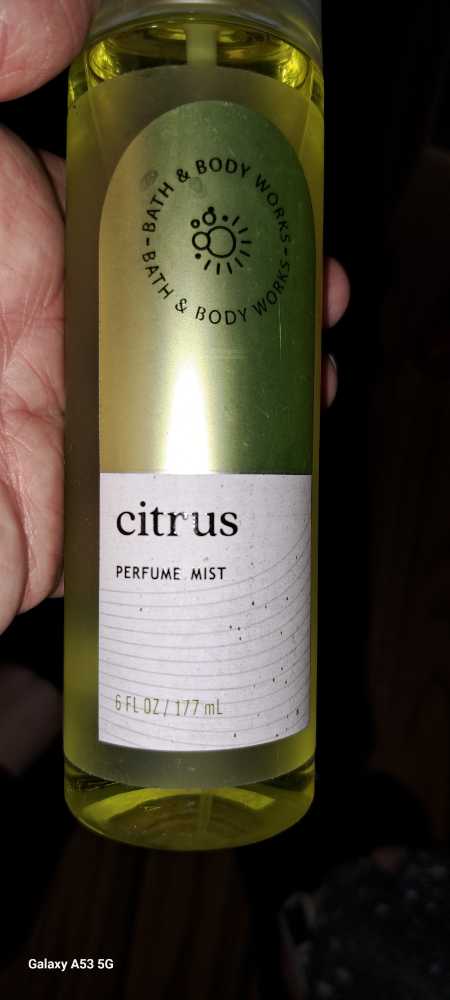 - BATH & BODY WORKS -
BATH & BODY WORKS
citrus
PERFUME MIST
6 FL OZ / 177 mL
Galaxy A53 5G